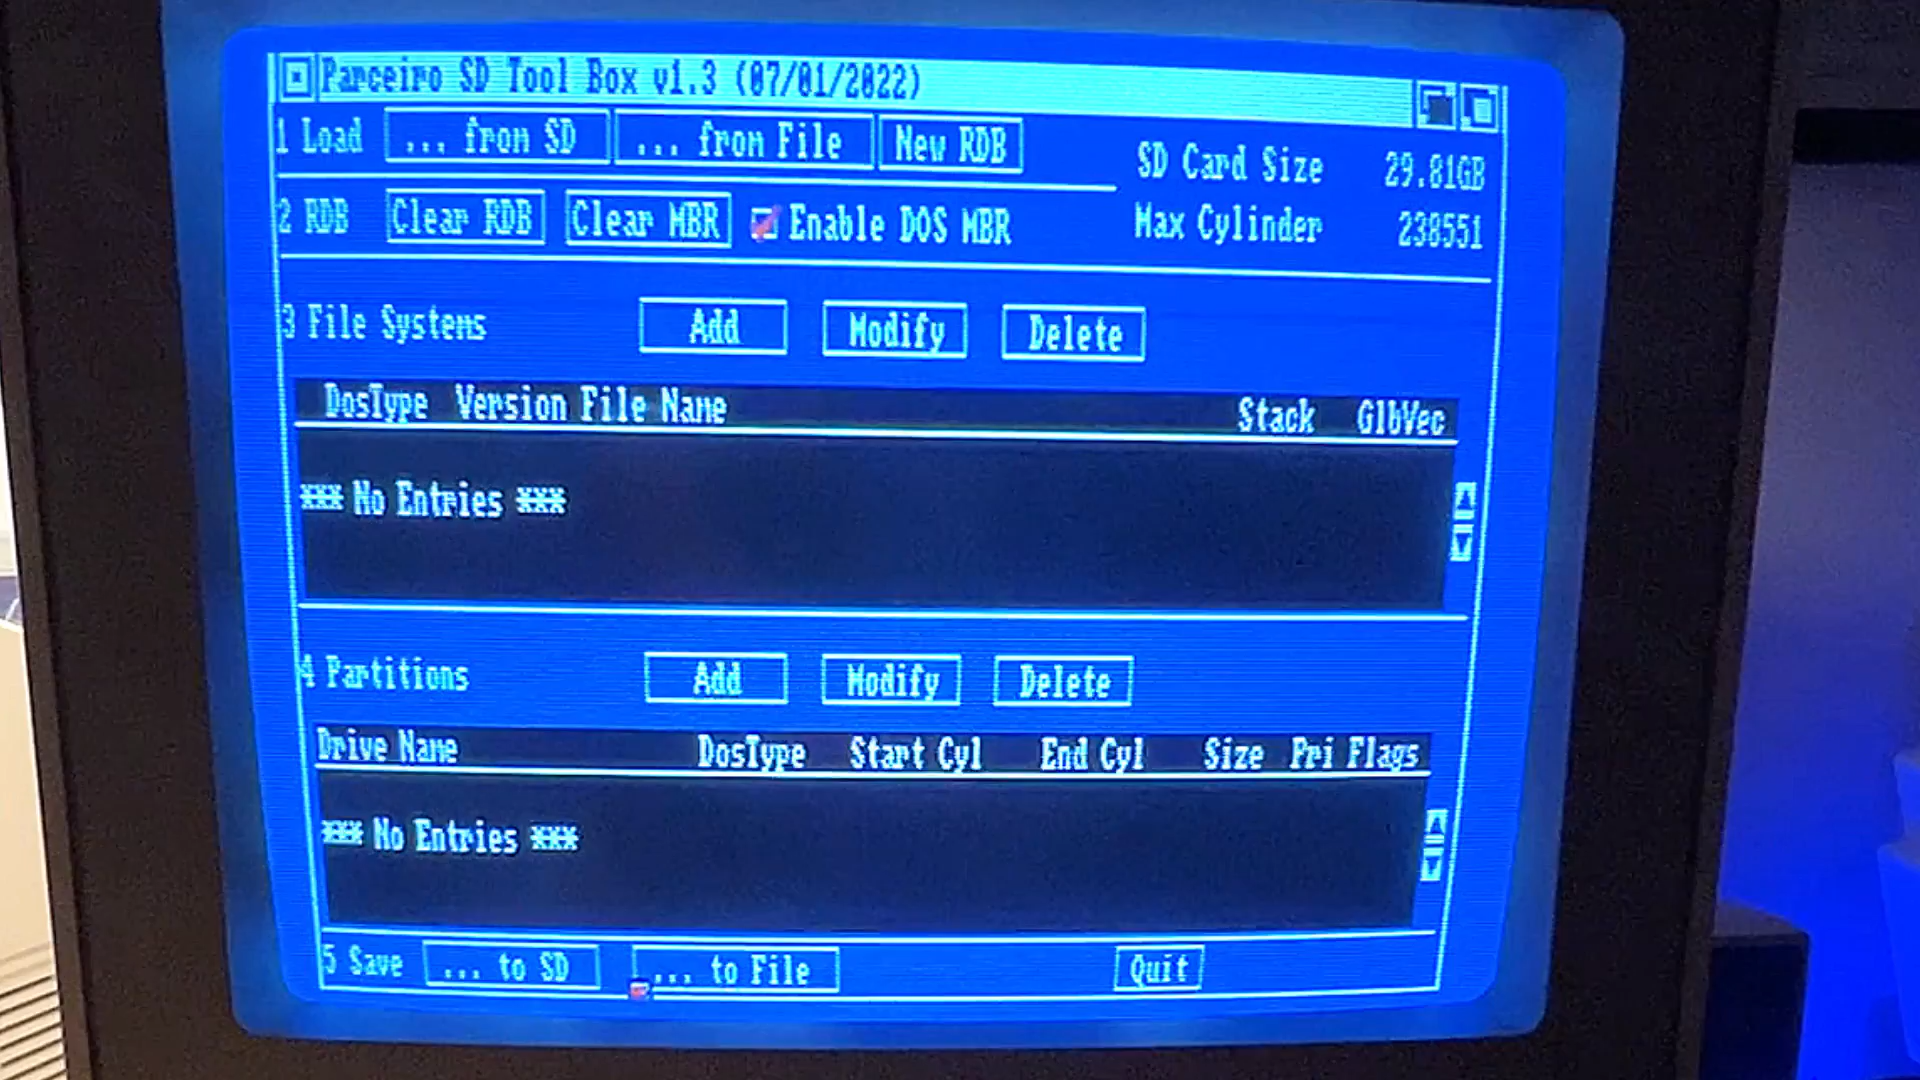 Parceiro SD Tool Box v1.3 (07/01/2022)
1 Load ... from SD ... from File New RDB
SD Card Size 29.81GB
2 RDB Clear RDB Clear MBR Enable DOS MBR
Max Cylinder 238551
3 File Systems Add Modify Delete
DosType Version File Name Stack GlbVec
*** No Entries ***
4 Partitions Add Modify Delete
Drive Name DosType Start Cyl End Cyl Size Pri Flags
*** No Entries ***
5 Save ... to SD ... to File Quit